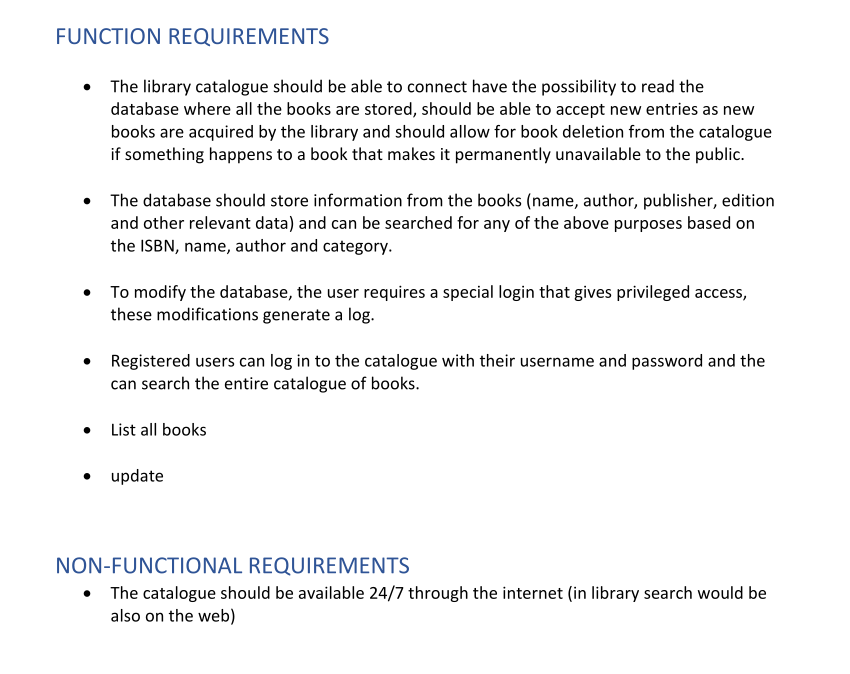 FUNCTION REQUIREMENTS
• The library catalogue should be able to connect have the possibility to read the
database where all the books are stored, should be able to accept new entries as new
books are acquired by the library and should allow for book deletion from the catalogue
if something happens to a book that makes it permanently unavailable to the public.
• The database should store information from the books (name, author, publisher, edition
and other relevant data) and can be searched for any of the above purposes based on
the ISBN, name, author and category.
• To modify the database, the user requires a special login that gives privileged access,
these modifications generate a log.
• Registered users can log in to the catalogue with their username and password and the
can search the entire catalogue of books.
• List all books
• update
NON-FUNCTIONAL REQUIREMENTS
• The catalogue should be available 24/7 through the internet (in library search would be
also on the web)